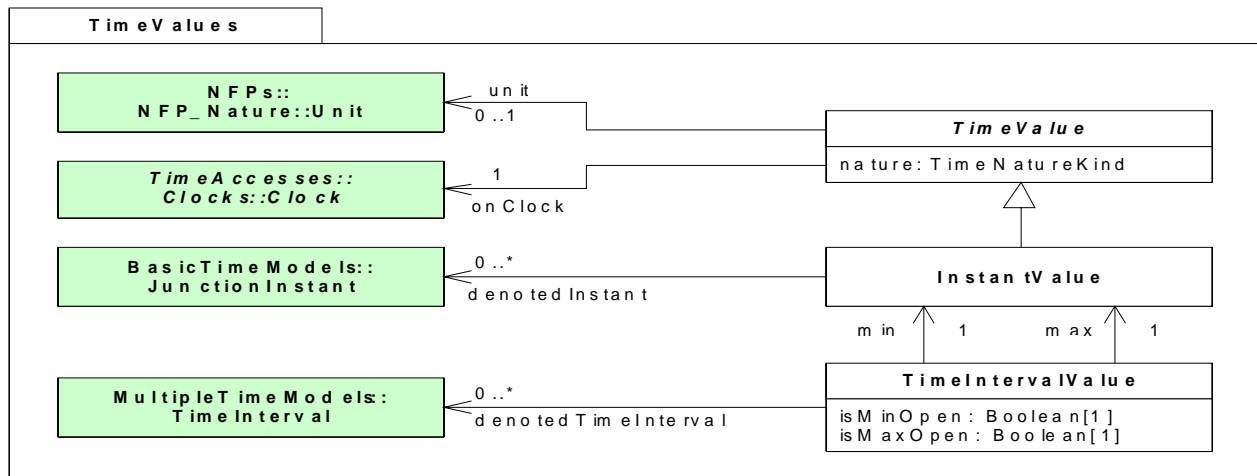 TimeValues
NFPs::
NFP_Nature::Unit
unit
0..1
TimeValue
nature: TimeNatureKind
TimeAccesses::
Clocks::Clock
1
onClock
BasicTimeModels::
JunctionInstant
0..*
denotedInstant
InstantValue
min 1 max 1
MultipleTimeModels::
TimeInterval
0..*
denotedTimeInterval
TimeIntervalValue
isMinOpen: Boolean[1]
isMaxOpen: Boolean[1]